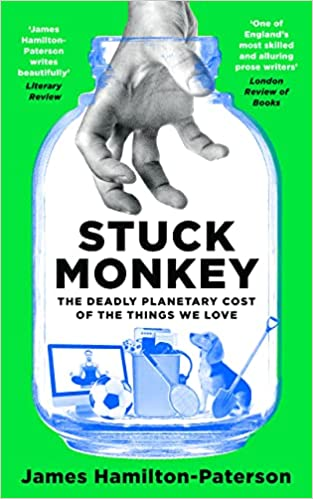 'James
Hamilton-
Paterson
writes
beautifully'
Literary
Review
'One of
England's
most skilled
and alluring
prose writers'
London
Review of
Books
STUCK
MONKEY
THE DEADLY PLANETARY COST
OF THE THINGS WE LOVE
James Hamilton-Paterson